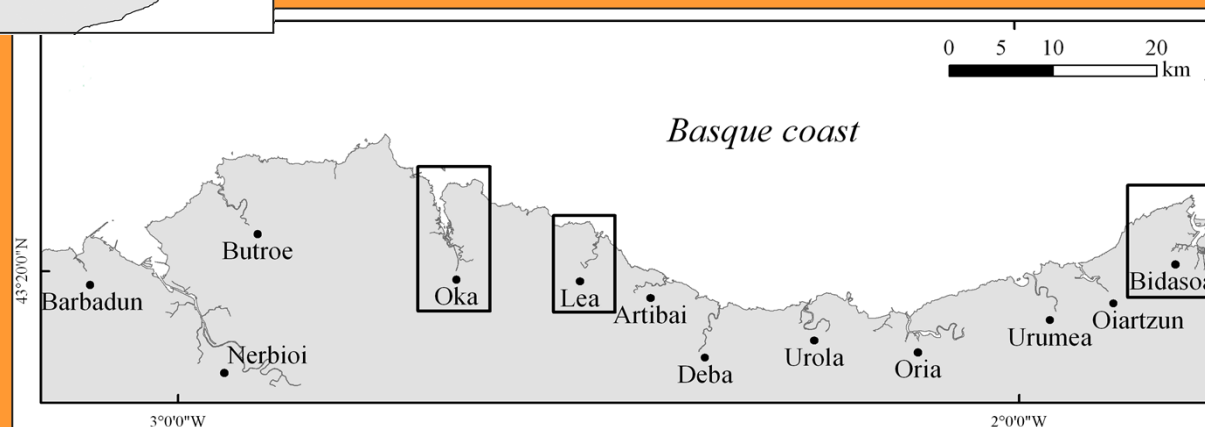 0 5 10 20
km
Basque coast
Butroe
Oka
Lea
Bidasoa
43°20'0"N
Barbadun
Artibai
Oiartzun
Urumea
Nerbioi
Urola
Oria
Deba
3°0'0"W
2°0'0"W